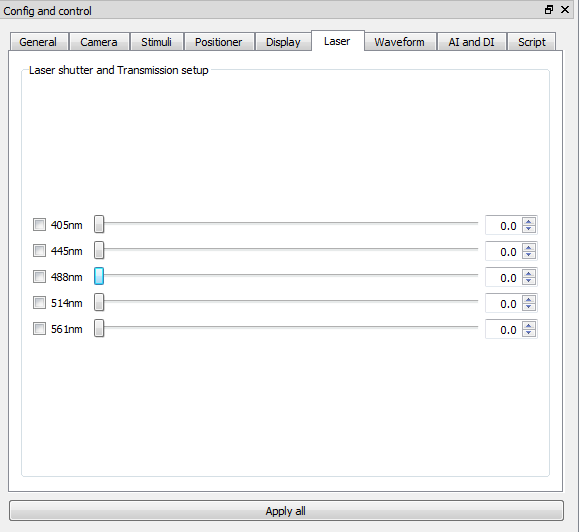 Config and control
General Camera Stimuli Positioner Display Laser Waveform AI and DI Script
Laser shutter and Transmission setup
405nm 0.0
445nm 0.0
488nm 0.0
514nm 0.0
561nm 0.0
Apply all